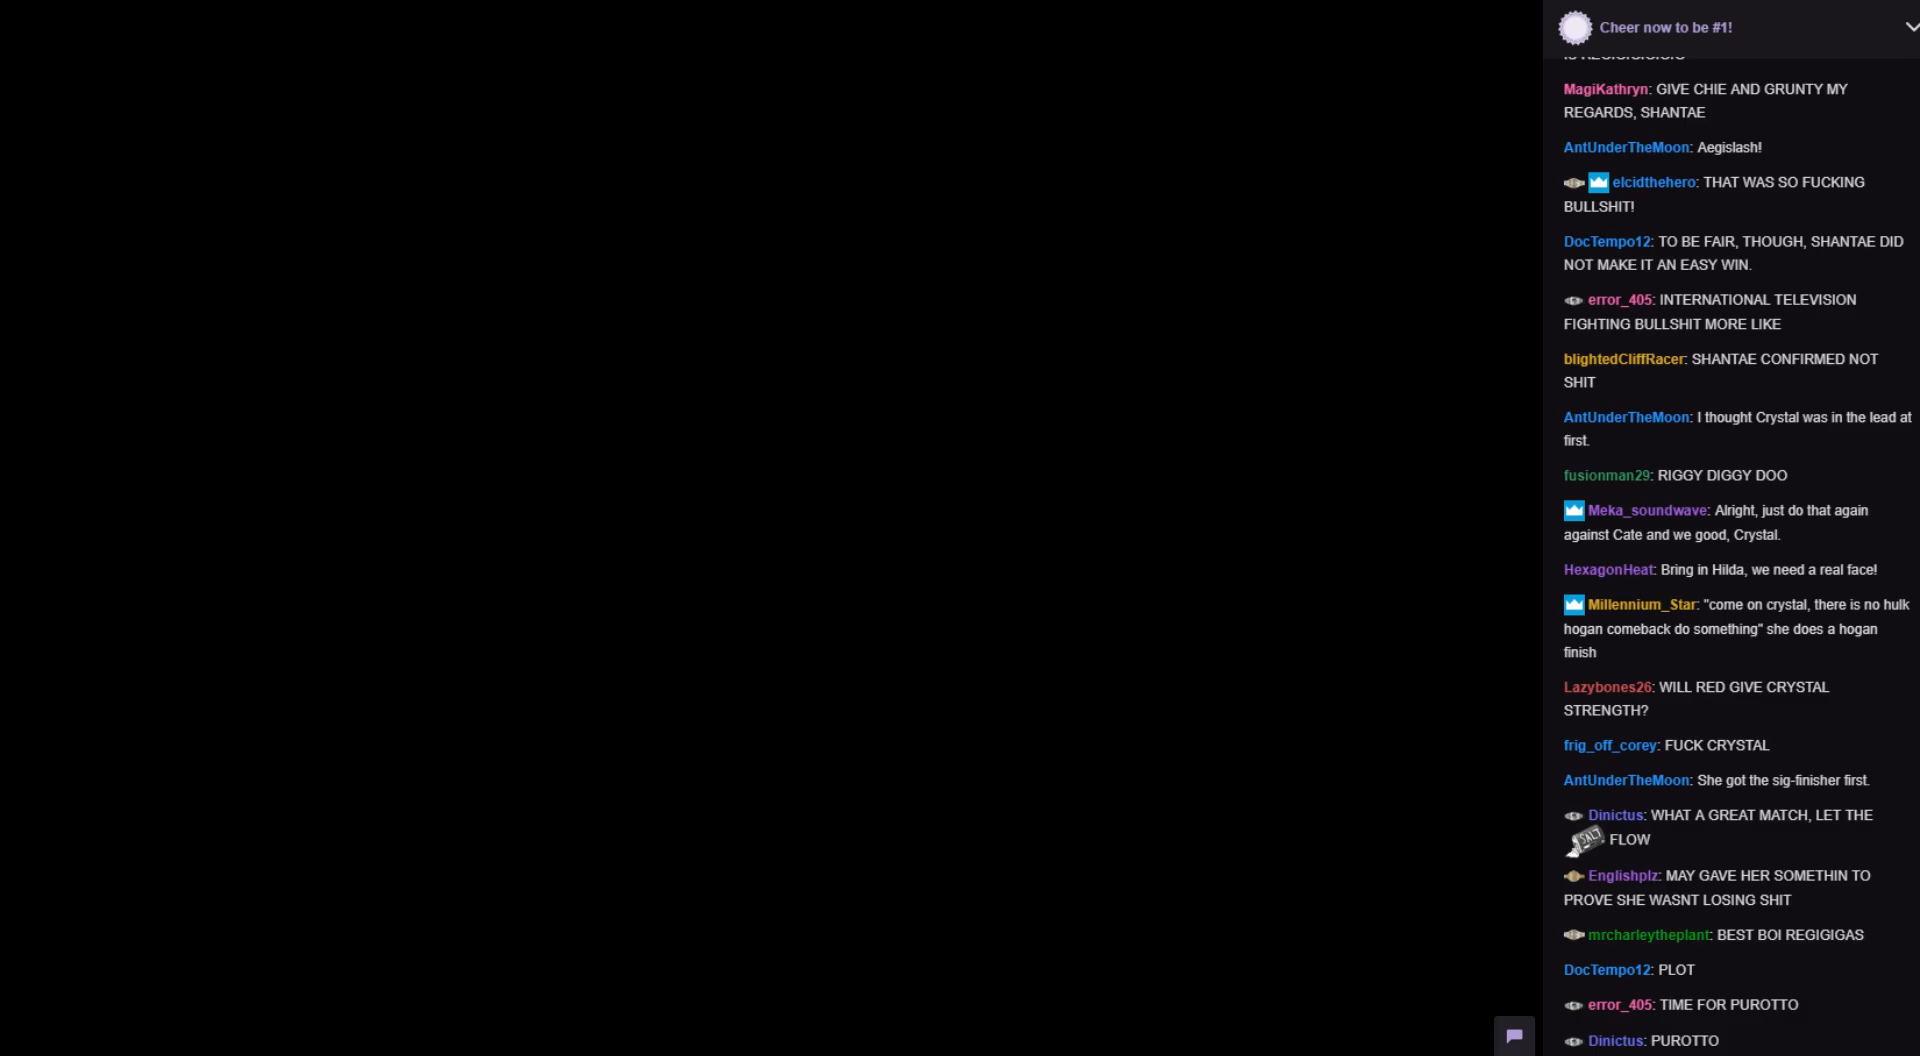 Cheer now to be #1!
MagiKathryn: GIVE CHIE AND GRUNTY MY
REGARDS, SHANTAE
AntUnderTheMoon: Aegislash!
elcidthehero: THAT WAS SO FUCKING
BULLSHIT!
DocTempo12: TO BE FAIR, THOUGH, SHANTAE DID
NOT MAKE IT AN EASY WIN.
error_405: INTERNATIONAL TELEVISION
FIGHTING BULLSHIT MORE LIKE
blightedCliffRacer: SHANTAE CONFIRMED NOT
SHIT
AntUnderTheMoon: I thought Crystal was in the lead at
first.
fusionman29: RIGGY DIGGY DOO
Meka_soundwave: Alright, just do that again
against Cate and we good, Crystal.
HexagonHeat: Bring in Hilda, we need a real face!
Millennium_Star: "come on crystal, there is no hulk
hogan comeback do something" she does a hogan
finish
Lazybones26: WILL RED GIVE CRYSTAL
STRENGTH?
frig_off_corey: FUCK CRYSTAL
AntUnderTheMoon: She got the sig-finisher first.
Dinictus: WHAT A GREAT MATCH, LET THE
SALT FLOW
Englishplz: MAY GAVE HER SOMETHIN TO
PROVE SHE WASNT LOSING SHIT
mrcharleytheplant: BEST BOI REGIGIGAS
DocTempo12: PLOT
error_405: TIME FOR PUROTTO
Dinictus: PUROTTO